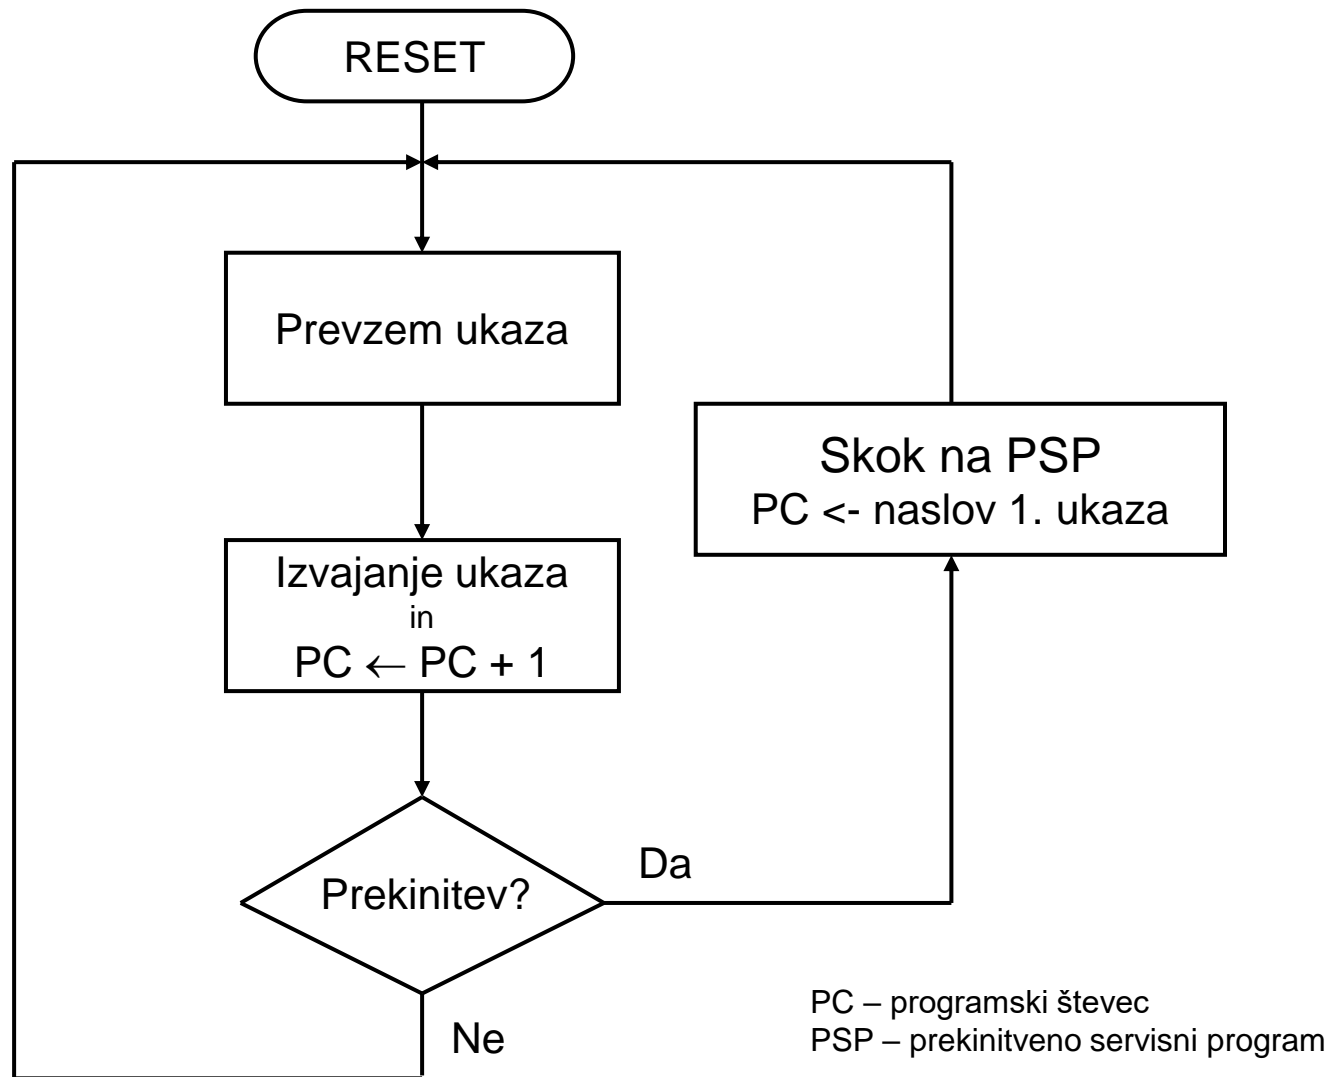 RESET
Prevzem ukaza
Skok na PSP
PC <- naslov 1. ukaza
Izvajanje ukaza
in
PC ← PC + 1
Da
Prekinitev?
Ne
PC – programski števec
PSP – prekinitveno servisni program